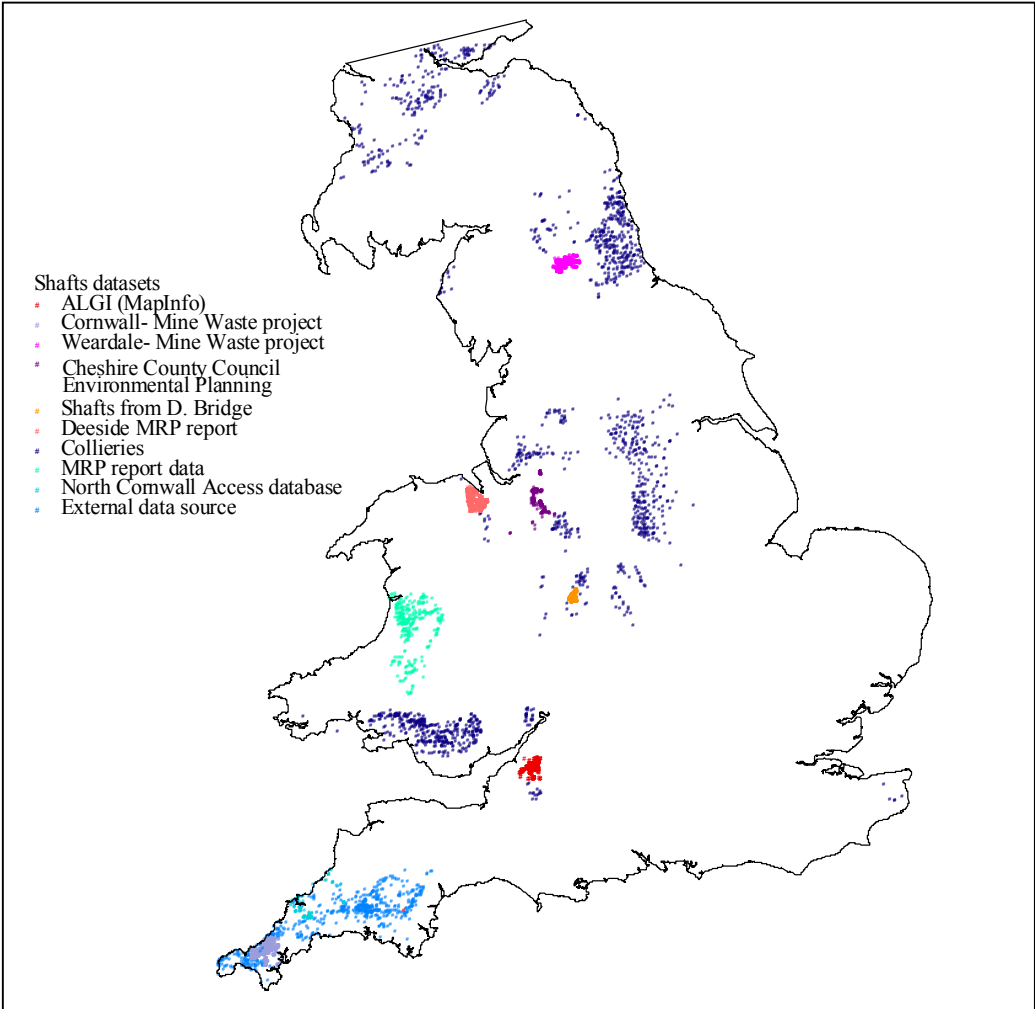 Shafts datasets
ALGI (MapInfo)
Cornwall- Mine Waste project
Weardale- Mine Waste project
Cheshire County Council
Environmental Planning
Shafts from D. Bridge
Deeside MRP report
Collieries
MRP report data
North Cornwall Access database
External data source